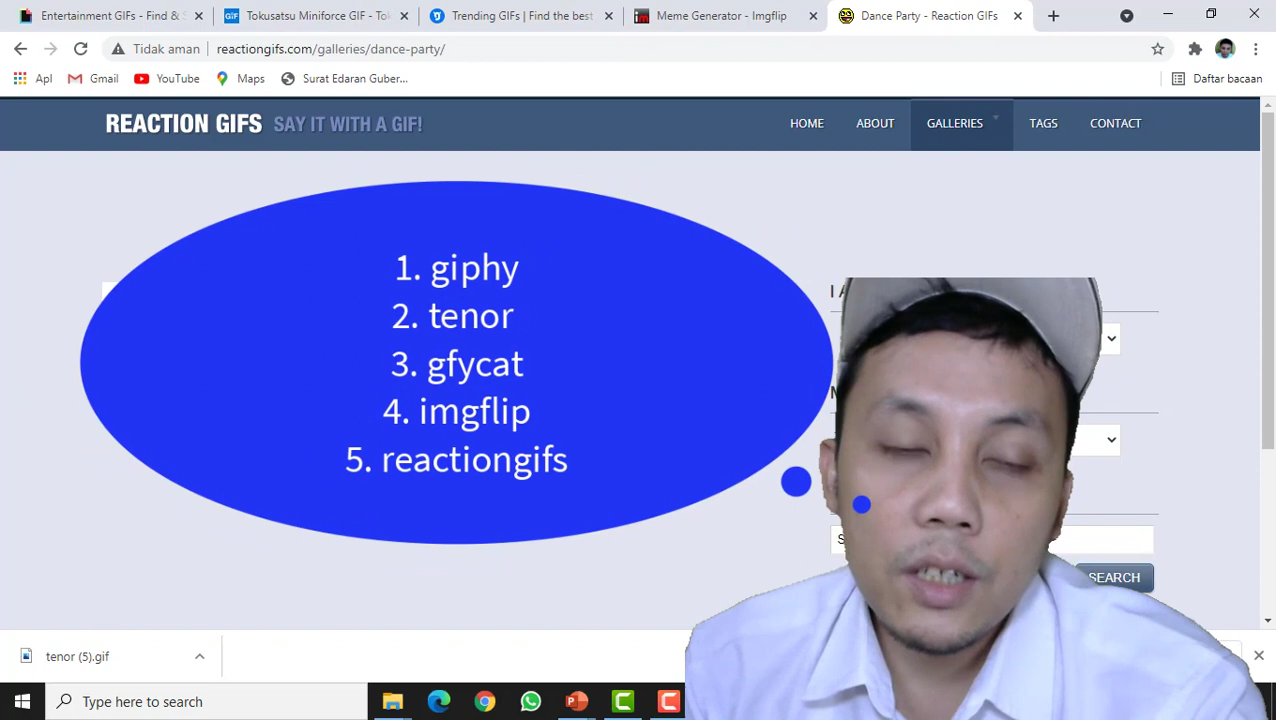 Entertainment GIFs - Find & S
Tokusatsu Miniforce GIF - Tok
Trending GIFs | Find the best
Meme Generator - Imgflip
Dance Party - Reaction GIFs
Tidak aman
reactiongifs.com/galleries/dance-party/
Apl
Gmail
YouTube
Maps
Surat Edaran Guber...
Daftar bacaan
REACTION GIFS SAY IT WITH A GIF!
HOME
ABOUT
GALLERIES
TAGS
CONTACT
1. giphy
2. tenor
3. gfycat
4. imgflip
5. reactiongifs
SEARCH
tenor (5).gif
Type here to search